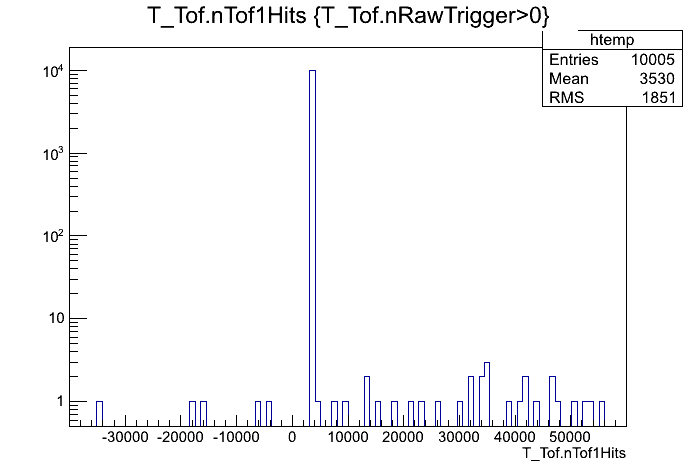 T_Tof.nTof1Hits {T_Tof.nRawTrigger>0}
htemp
Entries 10005
Mean 3530
RMS 1851
10⁴
10³
10²
10
1
-30000 -20000 -10000 0 10000 20000 30000 40000 50000
T_Tof.nTof1Hits